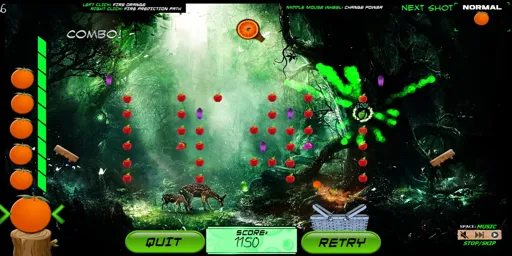 LEFT CLICK: FIRE ORANGE
RIGHT CLICK: FIRE PREDICTION PATH
MIDDLE MOUSE WHEEL: CHANGE POWER
NEXT SHOT
NORMAL
COMBO!
SPACE: MUSIC
STOP/SKIP
QUIT
SCORE:
1150
RETRY